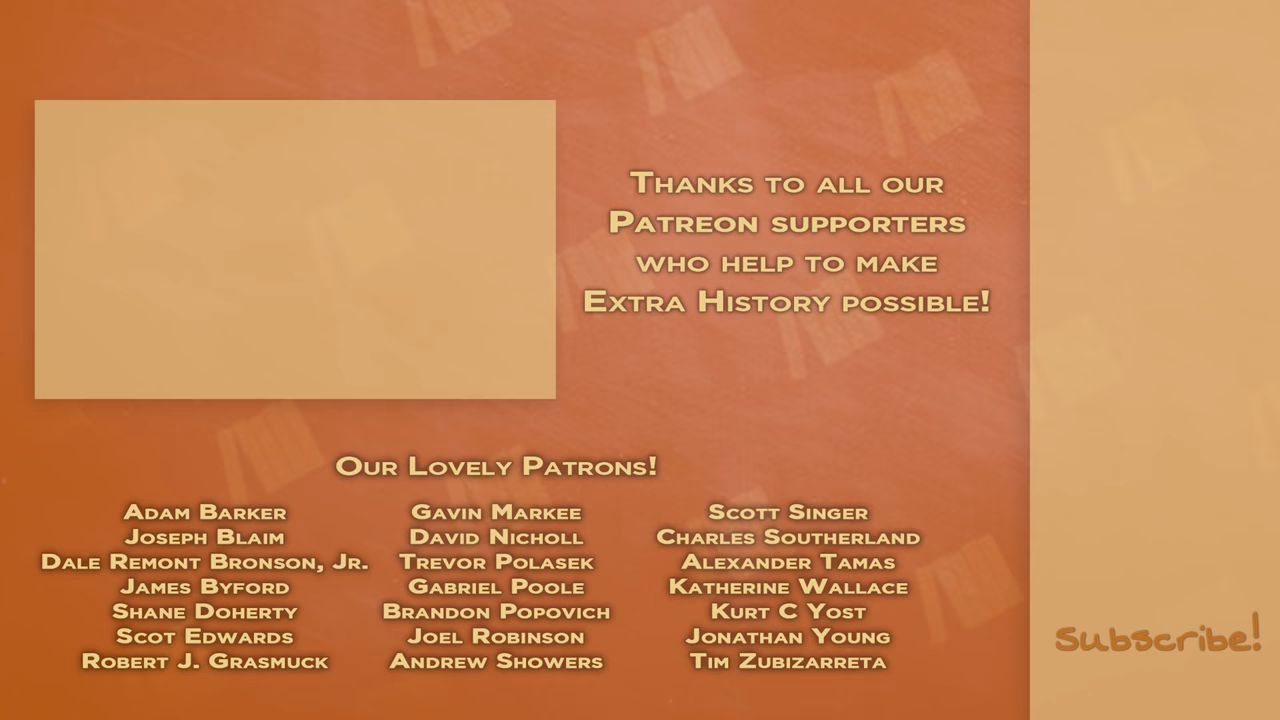 Thanks to all our
Patreon supporters
who help to make
Extra History possible!
Our Lovely Patrons!
Adam Barker
Joseph Blaim
Dale Remont Bronson, Jr.
James Byford
Shane Doherty
Scot Edwards
Robert J. Grasmuck
Gavin Markee
David Nicholl
Trevor Polasek
Gabriel Poole
Brandon Popovich
Joel Robinson
Andrew Showers
Scott Singer
Charles Southerland
Alexander Tamas
Katherine Wallace
Kurt C Yost
Jonathan Young
Tim Zubizarreta
Subscribe!